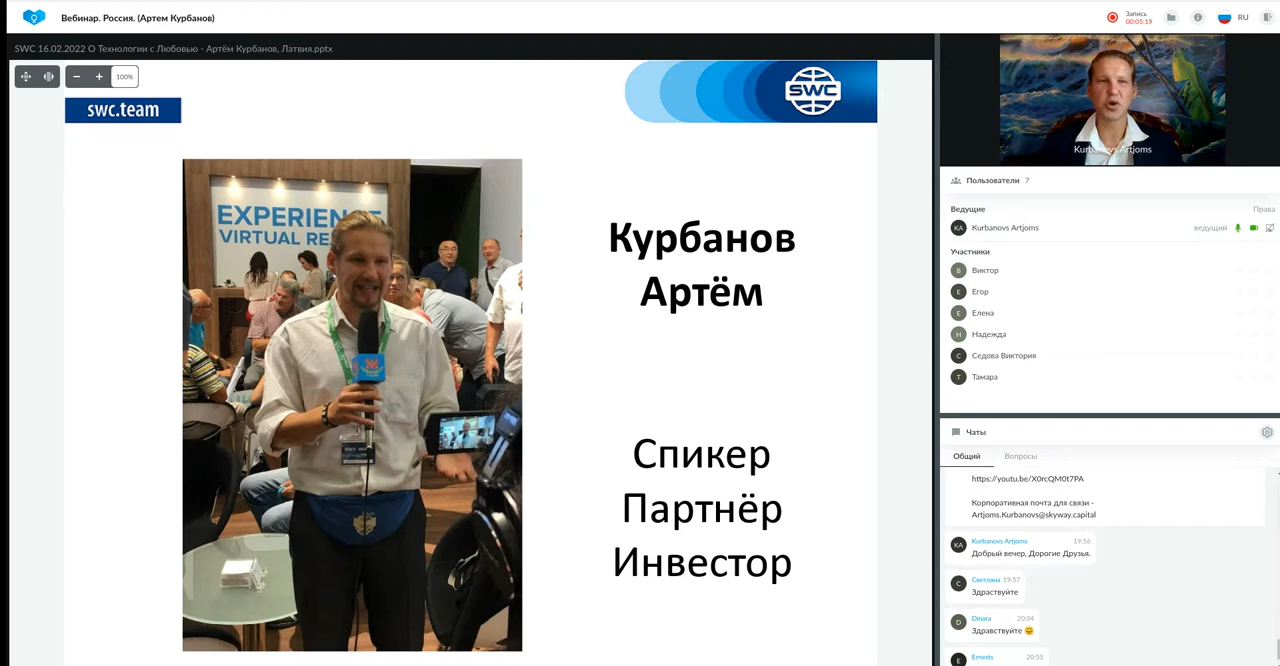 Вебинар. Россия. (Артем Курбанов)
Запись
00:05:19
RU
SWC 16.02.2022 О Технологии с Любовью - Артём Курбанов, Латвия.pptx
100%
swc.team
SWC
EXPERIEN
VIRTUAL RE
SKY WA
Курбанов
Артём
Спикер
Партнёр
Инвестор
Kurbanovs Artjoms
Пользователи 7
Ведущие Права
KA Kurbanovs Artjoms ведущий
Участники
В Виктор
Е Егор
Е Елена
Н Надежда
С Седова Виктория
Т Тамара
Чаты
Общий Вопросы
https://youtu.be/X0rcQM0t7PA
Корпоративная почта для связи -
Artjoms.Kurbanovs@skyway.capital
KA Kurbanovs Artjoms 19:56
Добрый вечер, Дорогие Друзья.
С Светлана 19:57
Здраствуйте
D Dinara 20:04
Здравствуйте 😊
E Ernests 20:55